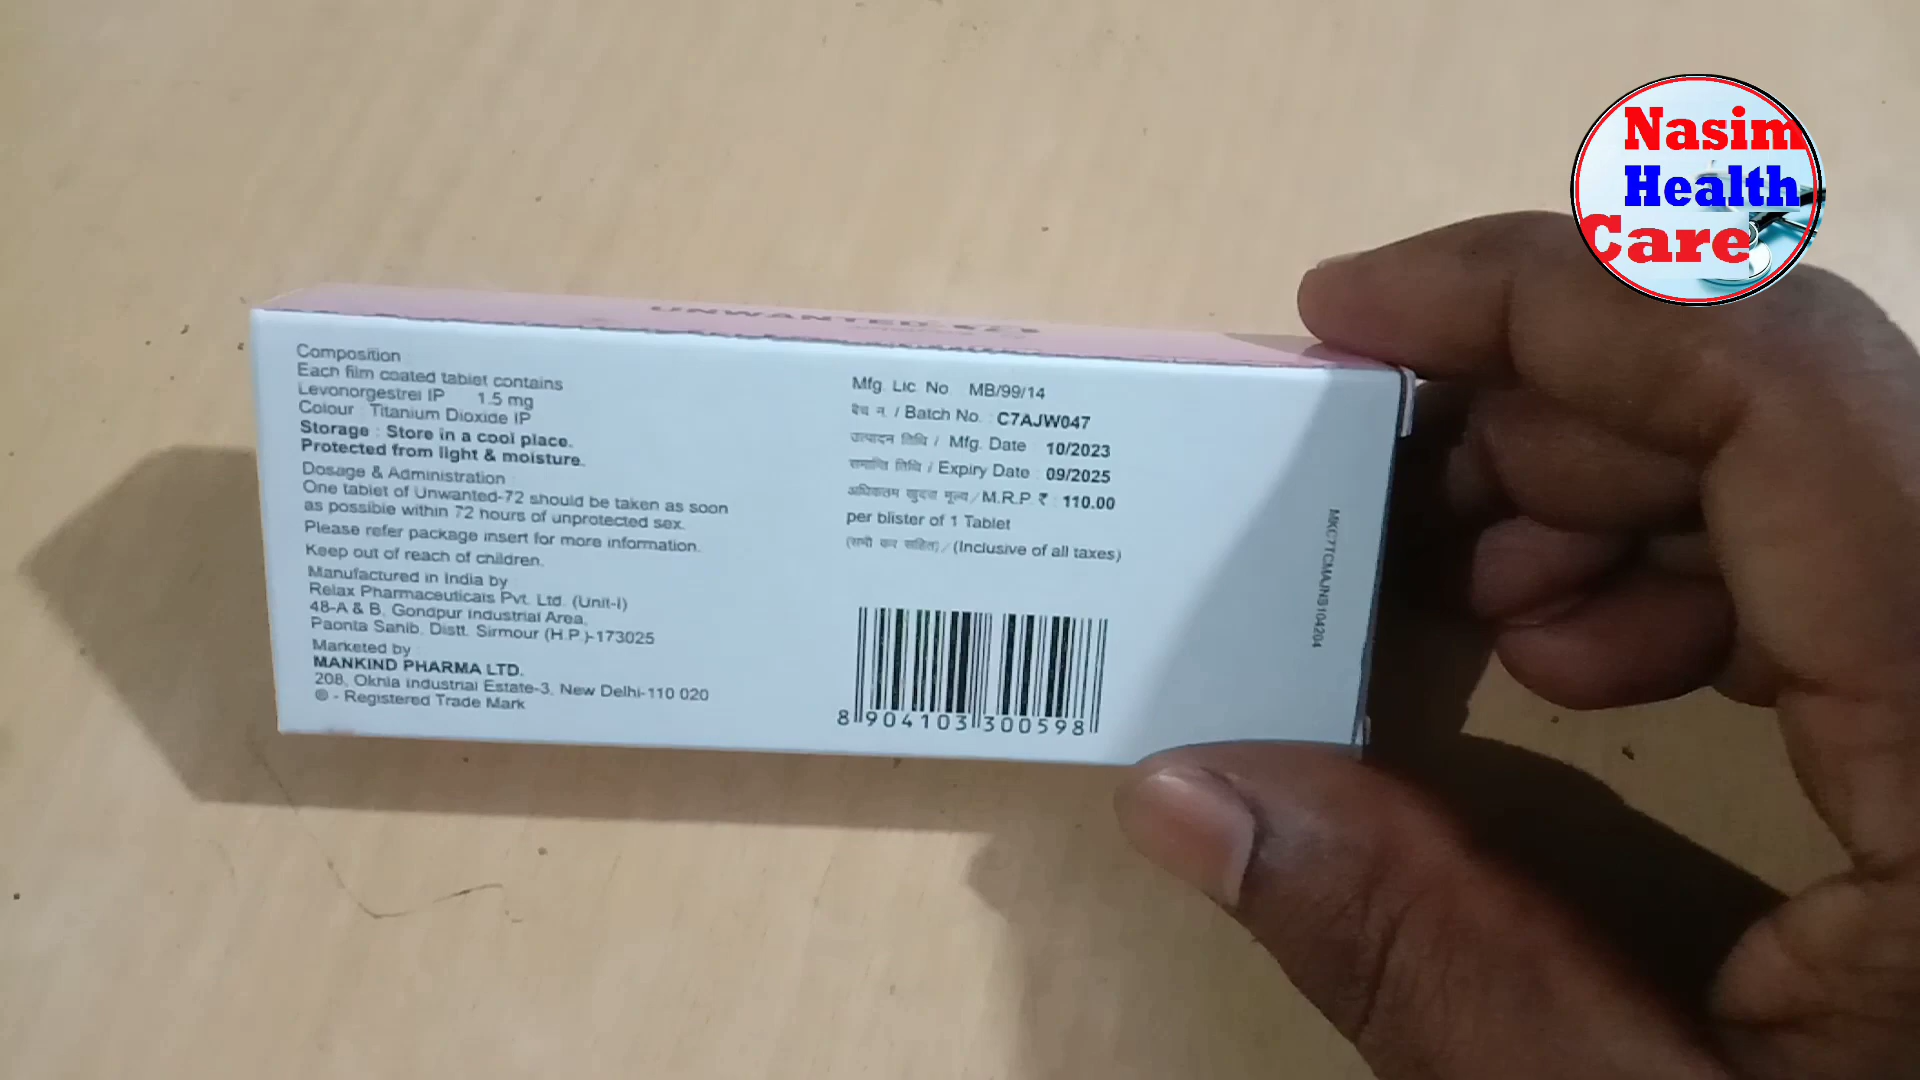 Nasim
Health
Care
UNWANTED-72
Composition
Each film coated tablet contains
Levonorgestrel IP 1.5 mg
Colour : Titanium Dioxide IP
Storage : Store in a cool place.
Protected from light & moisture.
Dosage & Administration :
One tablet of Unwanted-72 should be taken as soon
as possible within 72 hours of unprotected sex.
Please refer package insert for more information.
Keep out of reach of children.
Manufactured in India by
Relax Pharmaceuticals Pvt. Ltd. (Unit-I)
48-A & B, Gondpur Industrial Area,
Paonta Sahib, Distt. Sirmour (H.P.)-173025
Marketed by
MANKIND PHARMA LTD.
208, Okhla Industrial Estate-3, New Delhi-110 020
® - Registered Trade Mark
Mfg. Lic. No. MB/99/14
बैच नं. / Batch No. : C7AJW047
उत्पादन तिथि / Mfg. Date 10/2023
समाप्ति तिथि / Expiry Date : 09/2025
अधिकतम खुदरा मूल्य / M.R.P. ₹ : 110.00
per blister of 1 Tablet
(सभी कर सहित) / (Inclusive of all taxes)
8 904103 300598